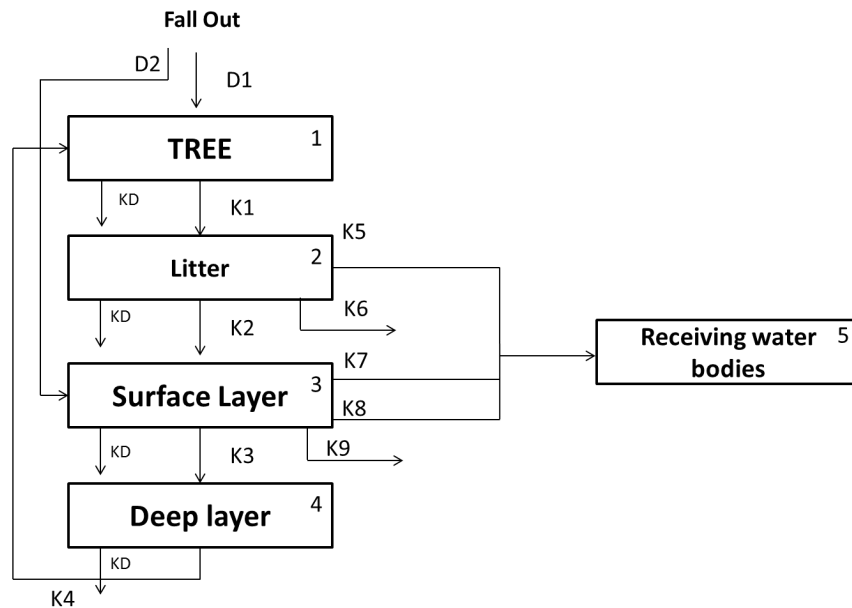 Fall Out
D2
D1
TREE 1
KD
K1
K5
Litter 2
KD
K2
K6
Receiving water 5
bodies
K7
Surface Layer 3
K8
KD
K3
K9
Deep layer 4
KD
K4